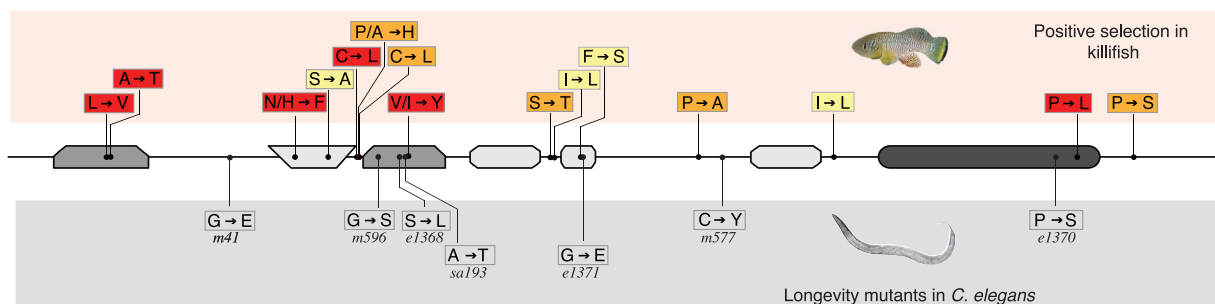 Positive selection in
killifish
P/A → H
C → L
C → L
F → S
A → T
S → A
I → L
L → V
N/H → F
V/I → Y
S → T
P → A
I → L
P → L
P → S
G → E
m41
G → S
m596
S → L
e1368
A → T
sa193
G → E
e1371
C → Y
m577
P → S
e1370
Longevity mutants in C. elegans